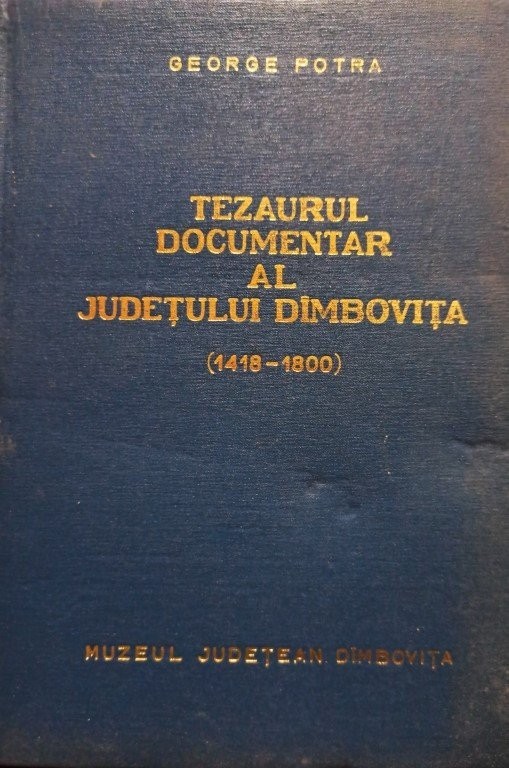 GEORGE POTRA
TEZAURUL
DOCUMENTAR
AL
JUDEȚULUI DÎMBOVIȚA
(1418-1800)
MUZEUL JUDEȚEAN DÎMBOVIȚA